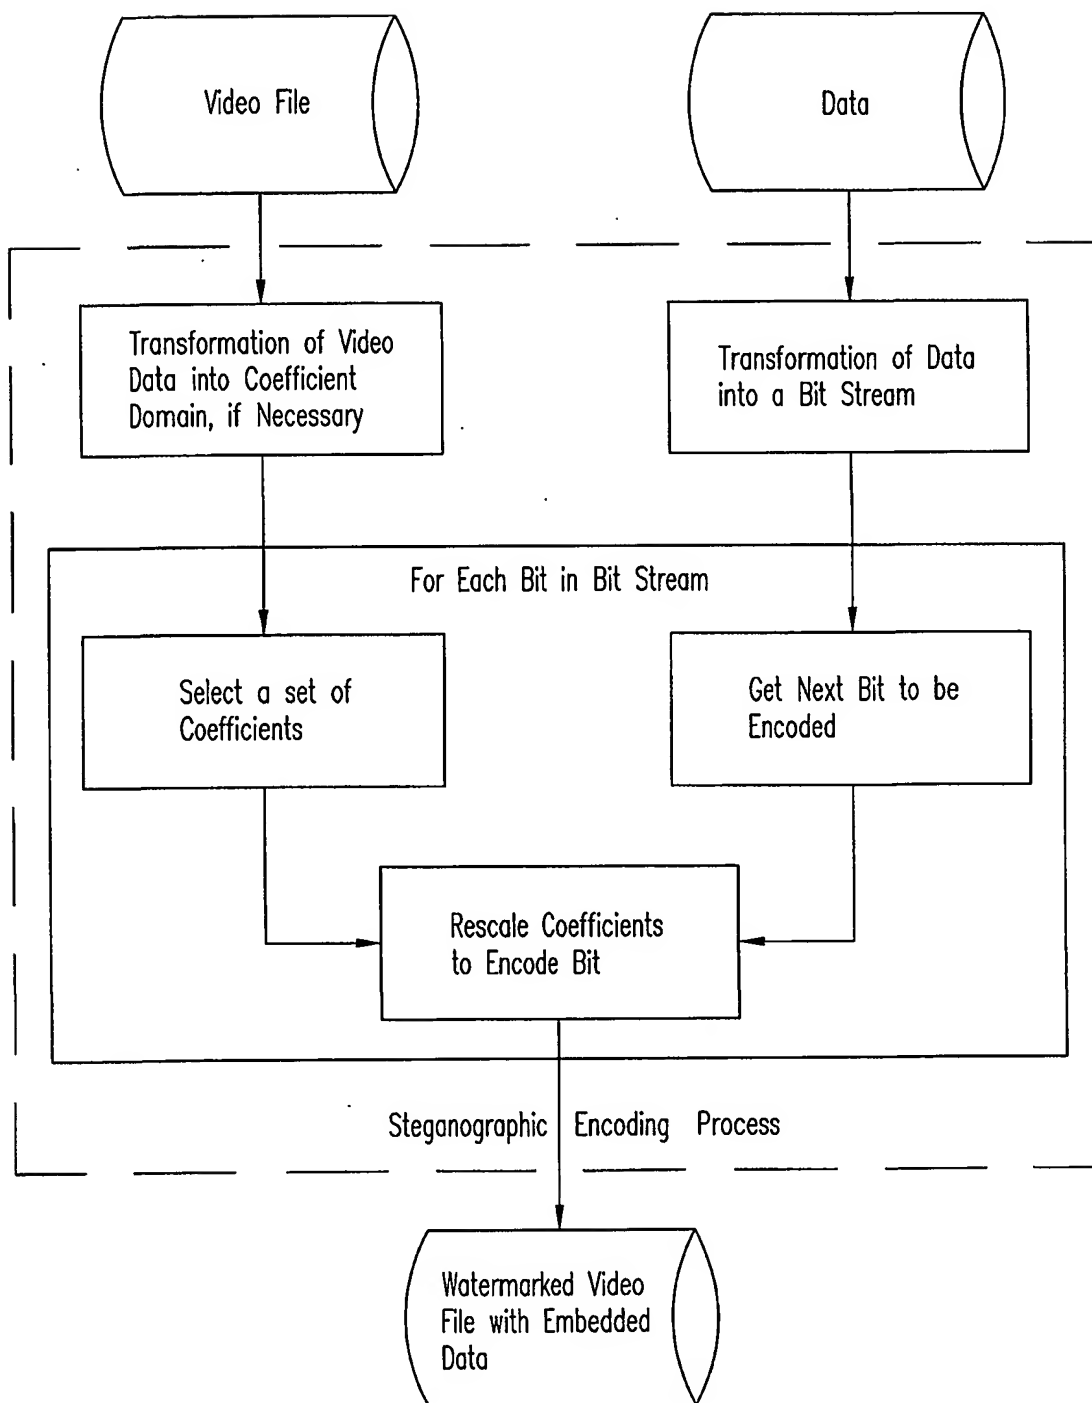 Video File
Data
Transformation of Video
Data into Coefficient
Domain, if Necessary
Transformation of Data
into a Bit Stream
For Each Bit in Bit Stream
Select a set of
Coefficients
Get Next Bit to be
Encoded
Rescale Coefficients
to Encode Bit
Steganographic Encoding Process
Watermarked Video
File with Embedded
Data